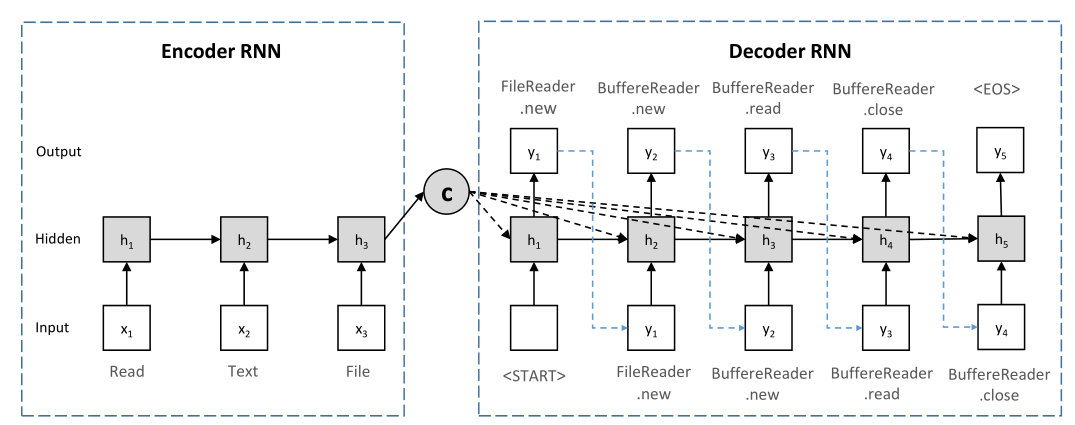 Encoder RNN
Output
Hidden
h1
h2
h3
Input
x1
x2
x3
Read
Text
File
c
Decoder RNN
FileReader
.new
BuffereReader
.new
BuffereReader
.read
BuffereReader
.close
<EOS>
y1
y2
y3
y4
y5
h1
h2
h3
h4
h5
y1
y2
y3
y4
<START>
FileReader
.new
BuffereReader
.new
BuffereReader
.read
BuffereReader
.close